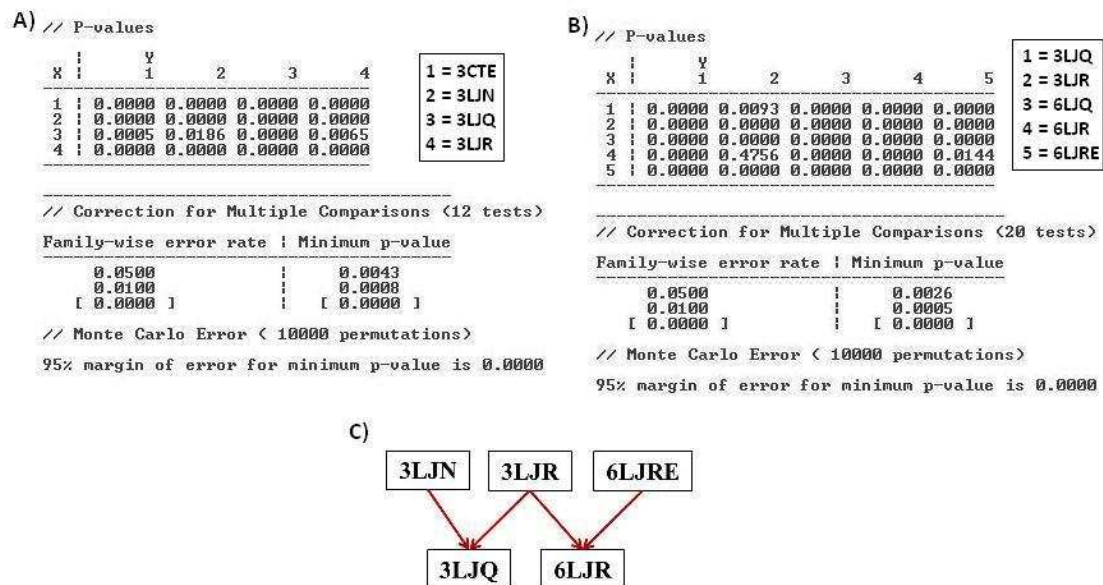 A)
// P-values
Y
X ¦ 1 2 3 4
1 ¦ 0.0000 0.0000 0.0000 0.0000
2 ¦ 0.0000 0.0000 0.0000 0.0000
3 ¦ 0.0005 0.0186 0.0000 0.0065
4 ¦ 0.0000 0.0000 0.0000 0.0000
1 = 3CTE
2 = 3LJN
3 = 3LJQ
4 = 3LJR
// Correction for Multiple Comparisons (12 tests)
Family-wise error rate ¦ Minimum p-value
0.0500 ¦ 0.0043
0.0100 ¦ 0.0008
[ 0.0000 ] ¦ [ 0.0000 ]
// Monte Carlo Error ( 10000 permutations)
95% margin of error for minimum p-value is 0.0000
B)
// P-values
Y
X ¦ 1 2 3 4 5
1 ¦ 0.0000 0.0093 0.0000 0.0000 0.0000
2 ¦ 0.0000 0.0000 0.0000 0.0000 0.0000
3 ¦ 0.0000 0.0000 0.0000 0.0000 0.0000
4 ¦ 0.0000 0.4756 0.0000 0.0000 0.0144
5 ¦ 0.0000 0.0000 0.0000 0.0000 0.0000
1 = 3LJQ
2 = 3LJR
3 = 6LJQ
4 = 6LJR
5 = 6LJRE
// Correction for Multiple Comparisons (20 tests)
Family-wise error rate ¦ Minimum p-value
0.0500 ¦ 0.0026
0.0100 ¦ 0.0005
[ 0.0000 ] ¦ [ 0.0000 ]
// Monte Carlo Error ( 10000 permutations)
95% margin of error for minimum p-value is 0.0000
C)
3LJN 3LJR 6LJRE
3LJQ 6LJR